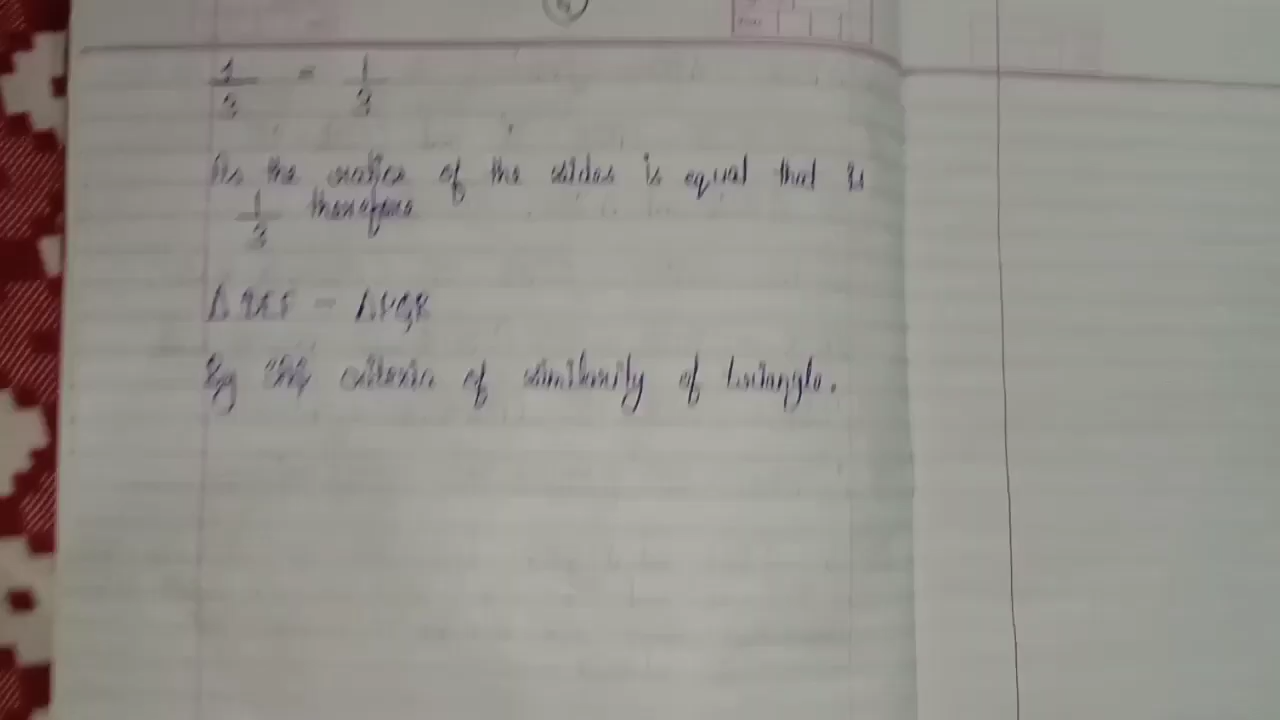 1/3 = 1/3
As the ratios of the sides is equal that is
1/3 therefore
Δ ~ Δ PQR
By criteria of similarity of triangle.